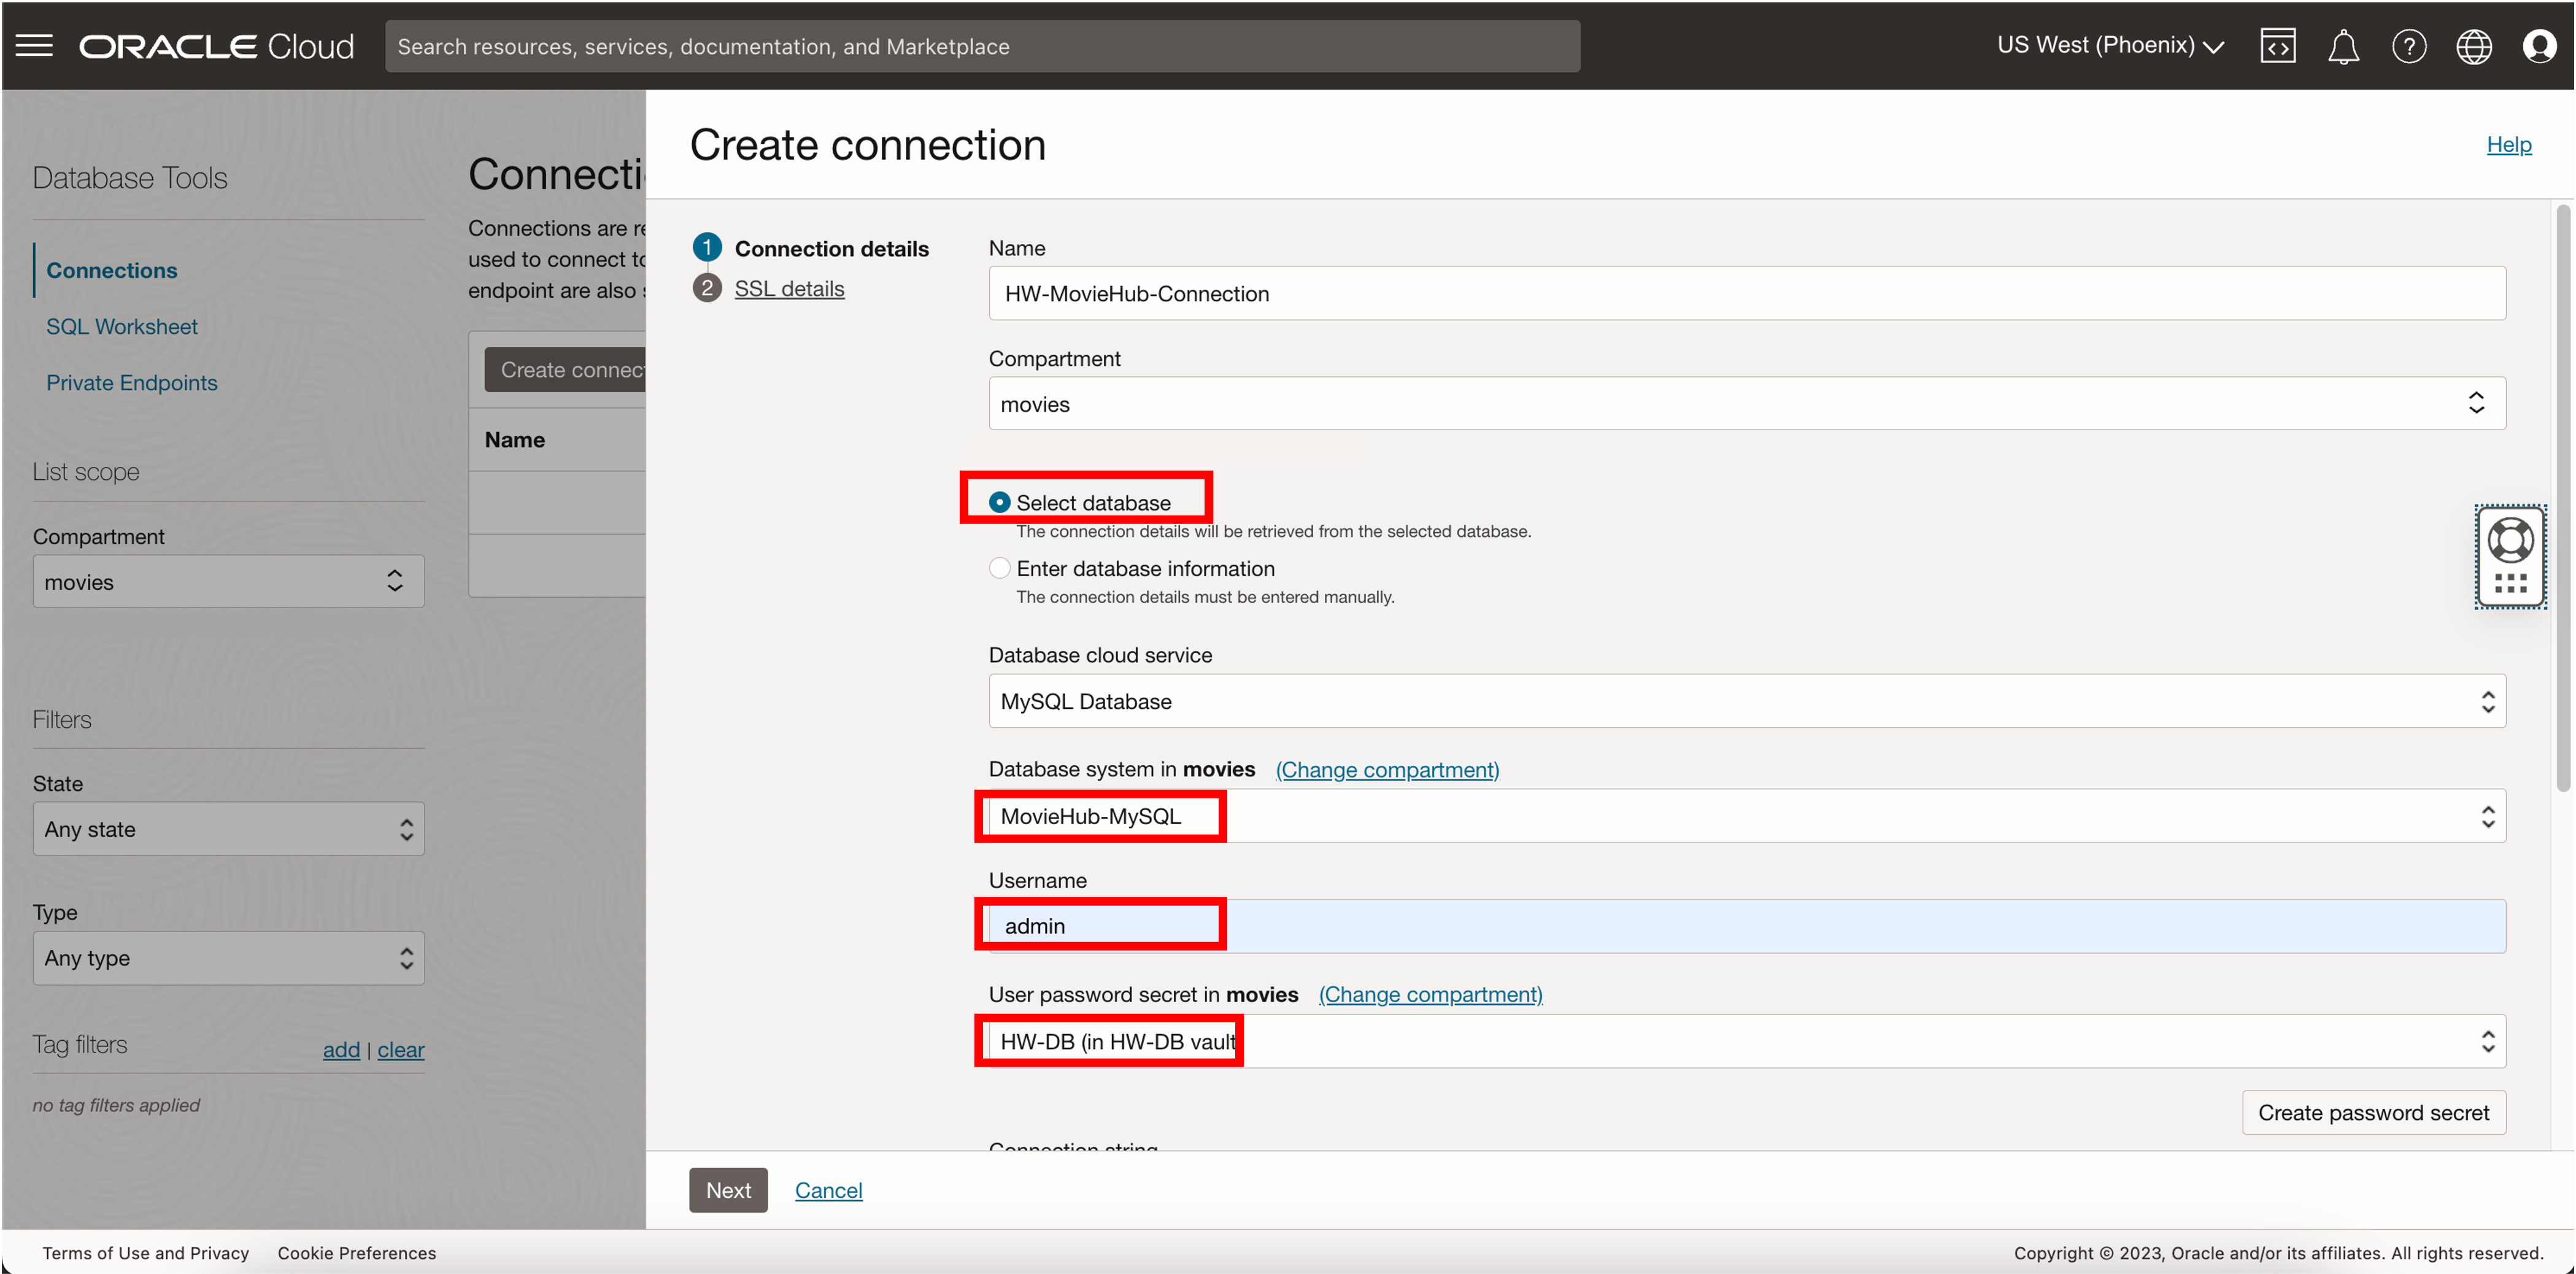 ORACLE Cloud
Search resources, services, documentation, and Marketplace
US West (Phoenix)
Database Tools
Connections
SQL Worksheet
Private Endpoints
List scope
Compartment
movies
Filters
State
Any state
Type
Any type
Tag filters
add | clear
no tag filters applied
Connecti
Connections are re
used to connect to
endpoint are also
Create connec
Name
Create connection
Help
1 Connection details
2 SSL details
Name
HW-MovieHub-Connection
Compartment
movies
Select database
The connection details will be retrieved from the selected database.
Enter database information
The connection details must be entered manually.
Database cloud service
MySQL Database
Database system in movies (Change compartment)
MovieHub-MySQL
Username
admin
User password secret in movies (Change compartment)
HW-DB (in HW-DB vault
Create password secret
Connection string
Next
Cancel
Terms of Use and Privacy
Cookie Preferences
Copyright © 2023, Oracle and/or its affiliates. All rights reserved.